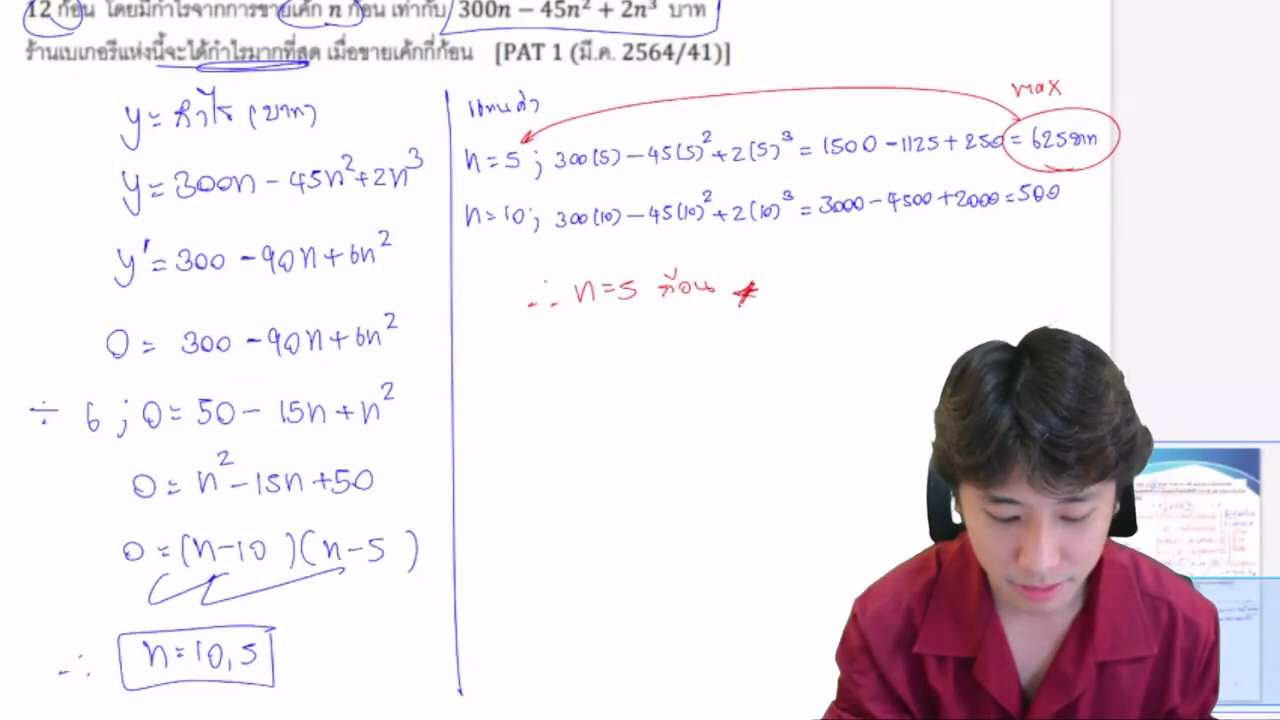 12 ก้อน โดยมีกำไรจากการขายเค้ก n ก้อน เท่ากับ 300n − 45n² + 2n³ บาท
ร้านเบเกอรีแห่งนี้จะได้กำไรมากที่สุด เมื่อขายเค้กกี่ก้อน [PAT 1 (มี.ค. 2564/41)]
y = กำไร (บาท)
y = 300n − 45n² + 2n³
y' = 300 − 90n + 6n²
0 = 300 − 90n + 6n²
÷ 6 ; 0 = 50 − 15n + n²
0 = n² − 15n + 50
0 = (n−10)(n−5)
∴ n = 10, 5
แทนค่า
max
n = 5 ; 300(5) − 45(5)² + 2(5)³ = 1500 − 1125 + 250 = 625 บาท
n = 10 ; 300(10) − 45(10)² + 2(10)³ = 3000 − 4500 + 2000 = 500
∴ n = 5 ก้อน